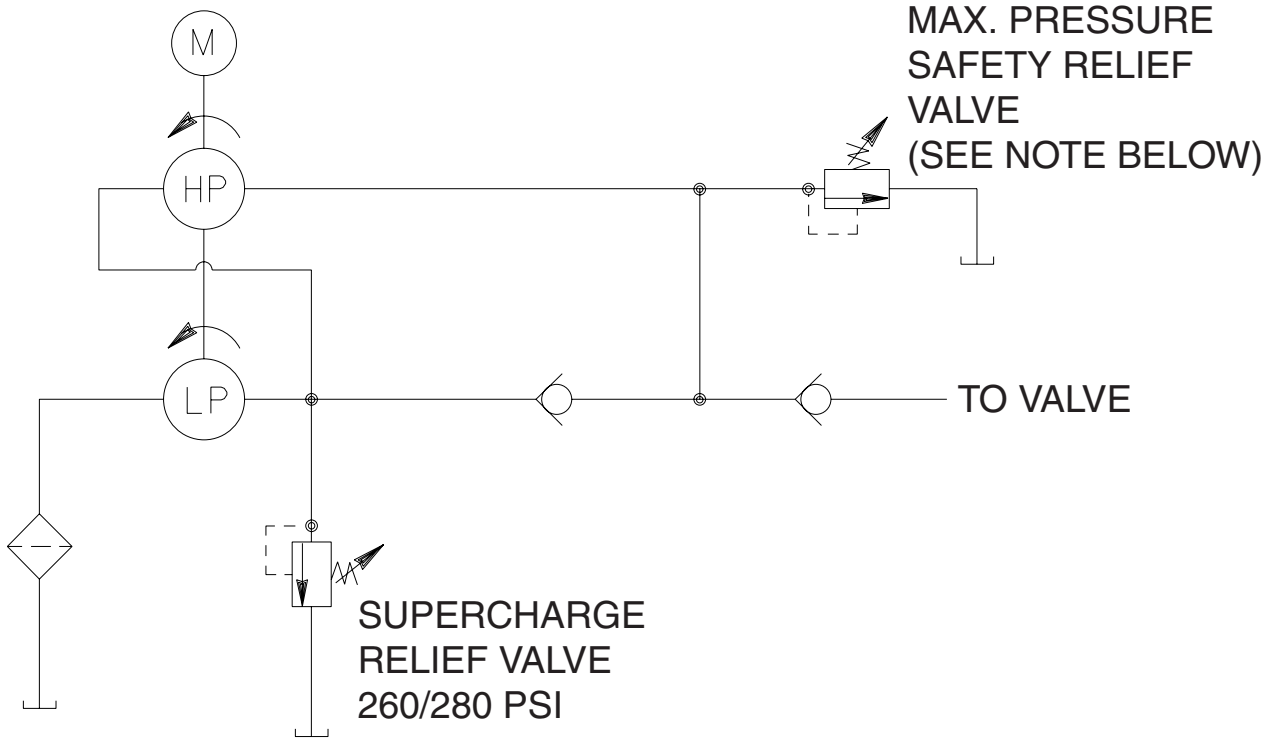 M
MAX. PRESSURE
SAFETY RELIEF
VALVE
(SEE NOTE BELOW)
HP
LP
TO VALVE
SUPERCHARGE
RELIEF VALVE
260/280 PSI